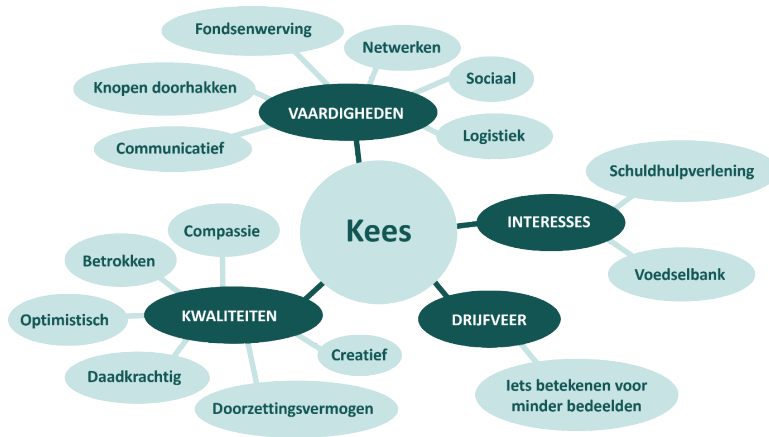 Fondsenwerving
Netwerken
Sociaal
Knopen doorhakken
VAARDIGHEDEN
Logistiek
Communicatief
Schuldhulpverlening
Kees
INTERESSES
Compassie
Betrokken
Voedselbank
Optimistisch
KWALITEITEN
DRIJFVEER
Creatief
Daadkrachtig
Iets betekenen voor
minder bedeelden
Doorzettingsvermogen